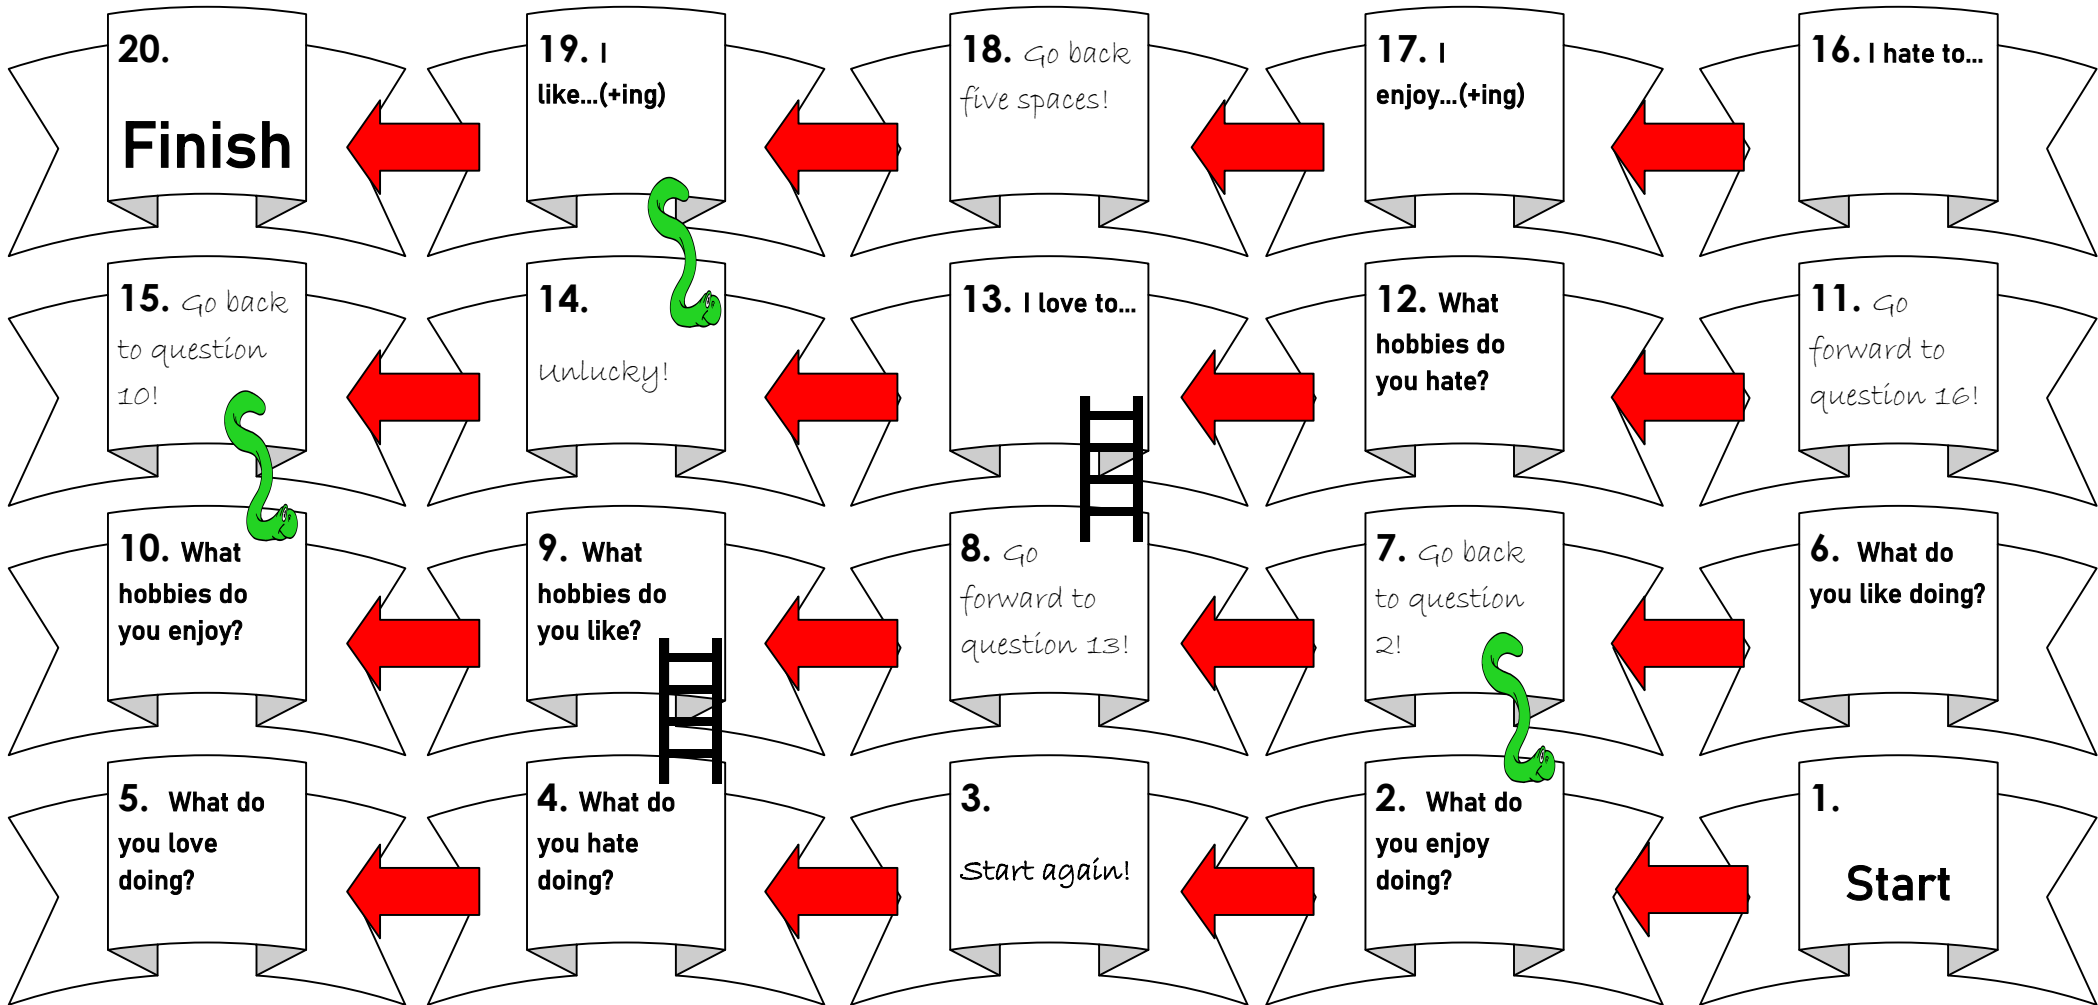 20.
Finish
19. I
like...(+ing)
18. Go back
five spaces!
17. I
enjoy...(+ing)
16. I hate to...
15. Go back
to question
10!
14.
Unlucky!
13. I love to...
12. What
hobbies do
you hate?
11. Go
forward to
question 16!
10. What
hobbies do
you enjoy?
9. What
hobbies do
you like?
8. Go
forward to
question 13!
7. Go back
to question
2!
6. What do
you like doing?
5. What do
you love
doing?
4. What do
you hate
doing?
3.
Start again!
2. What do
you enjoy
doing?
1.
Start